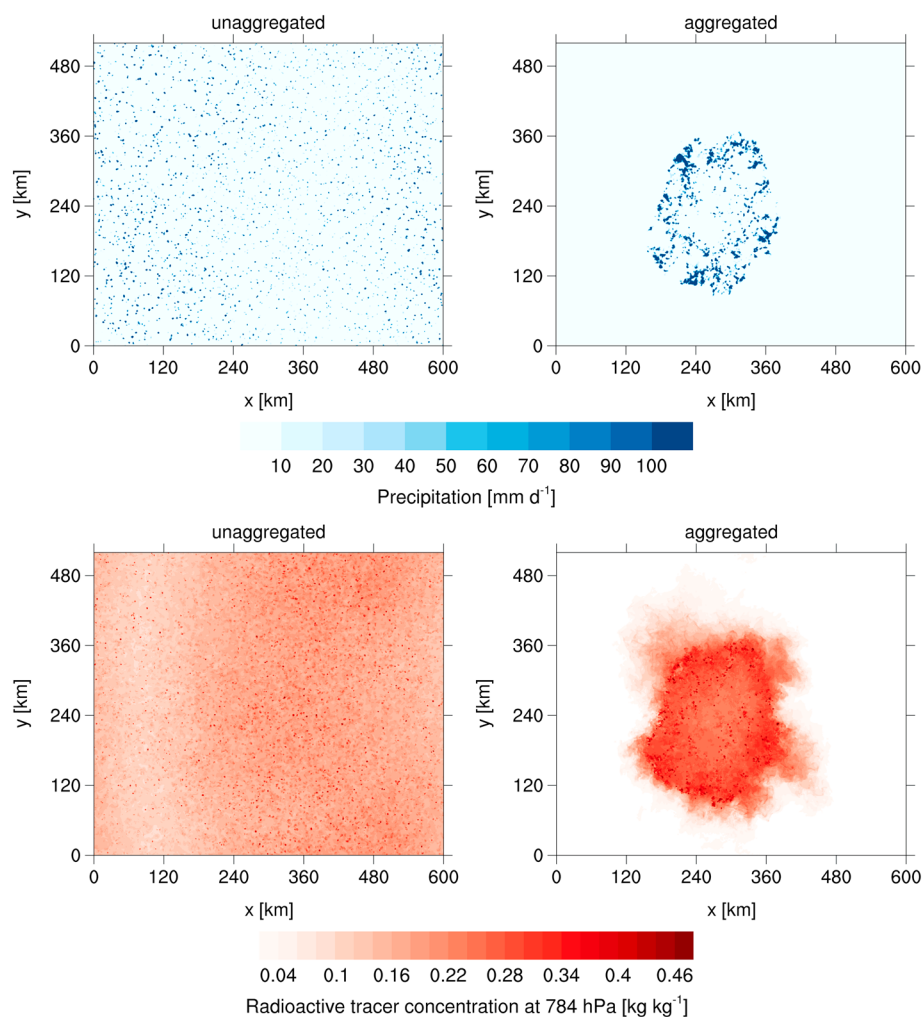 unaggregated
aggregated
480
360
240
120
0
y [km]
0 120 240 360 480 600
x [km]
480
360
240
120
0
y [km]
0 120 240 360 480 600
x [km]
10 20 30 40 50 60 70 80 90 100
Precipitation [mm d⁻¹]
unaggregated
aggregated
480
360
240
120
0
y [km]
0 120 240 360 480 600
x [km]
480
360
240
120
0
y [km]
0 120 240 360 480 600
x [km]
0.04 0.1 0.16 0.22 0.28 0.34 0.4 0.46
Radioactive tracer concentration at 784 hPa [kg kg⁻¹]